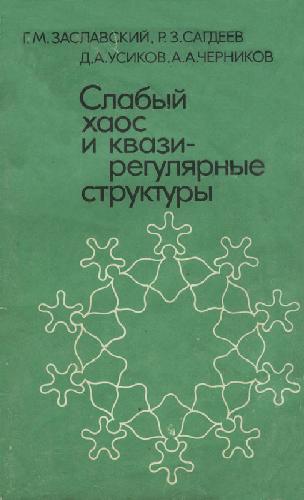 Г.М.ЗАСЛАВСКИЙ, Р.З.САГДЕЕВ
Д.А.УСИКОВ, А.А.ЧЕРНИКОВ
Слабый
хаос
и квази-
регулярные
структуры